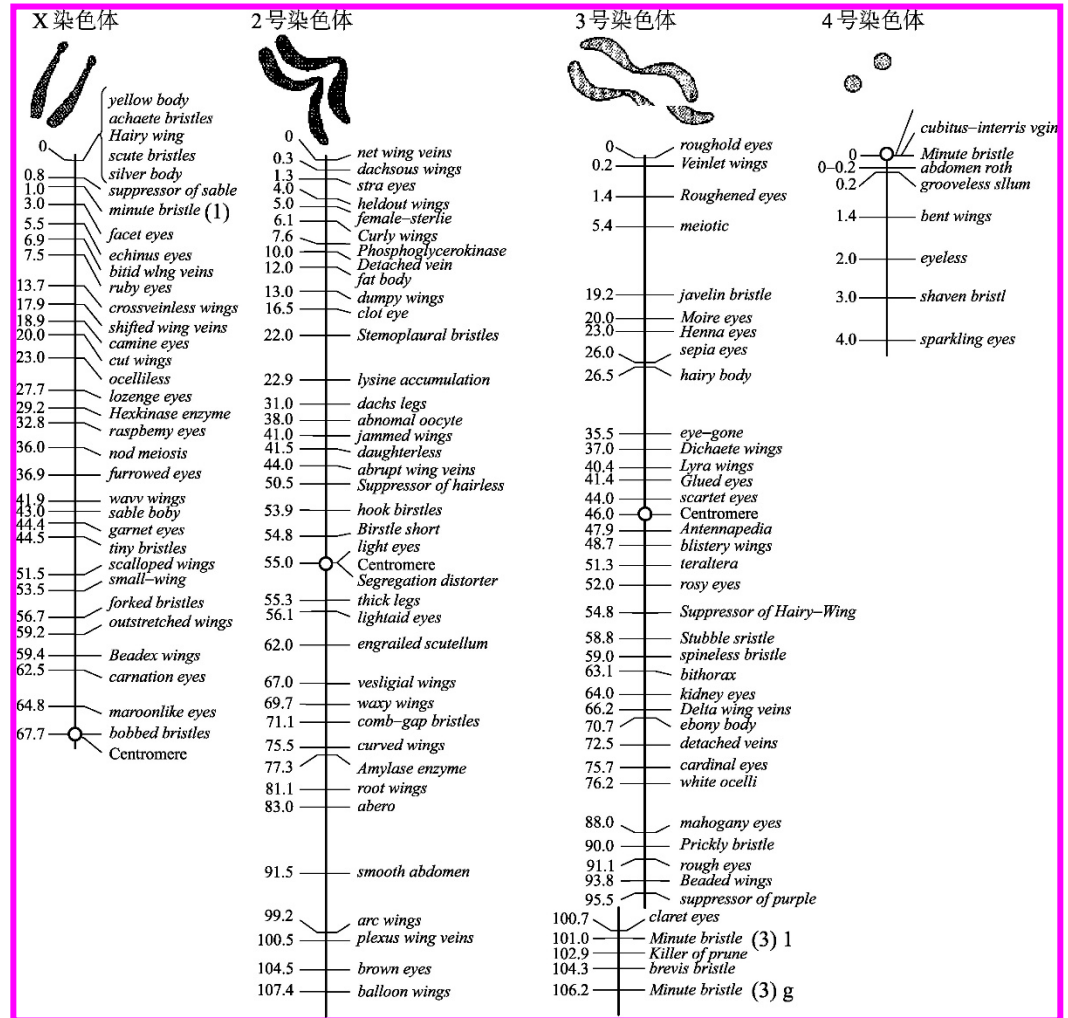 X 染色体
2号染色体
3号染色体
4号染色体
yellow body
achaete bristles
Hairy wing
scute bristles
silver body
0
0.8 suppressor of sable
1.0 minute bristle (1)
3.0 facet eyes
5.5 echinus eyes
6.9 bitid wlng veins
7.5 ruby eyes
13.7 crossveinless wings
17.9 shifted wing veins
18.9 camine eyes
20.0 cut wings
23.0 ocelliless
27.7 lozenge eyes
29.2 Hexkinase enzyme
32.8 raspbemy eyes
36.0 nod meiosis
36.9 furrowed eyes
41.9 wavv wings
43.0 sable boby
44.4 garnet eyes
44.5 tiny bristles
51.5 scalloped wings
53.5 small-wing
56.7 forked bristles
59.2 outstretched wings
59.4 Beadex wings
62.5 carnation eyes
64.8 maroonlike eyes
67.7 bobbed bristles
Centromere
0 net wing veins
0.3 dachsous wings
1.3 stra eyes
4.0 heldout wings
5.0 female-sterlie
6.1 Curly wings
7.6 Phosphoglycerokinase
10.0 Detached vein
12.0 fat body
13.0 dumpy wings
16.5 clot eye
22.0 Stemoplaural bristles
22.9 lysine accumulation
31.0 dachs legs
38.0 abnomal oocyte
41.0 jammed wings
41.5 daughterless
44.0 abrupt wing veins
50.5 Suppressor of hairless
53.9 hook birstles
54.8 Birstle short
light eyes
55.0 Centromere
Segregation distorter
55.3 thick legs
56.1 lightaid eyes
62.0 engrailed scutellum
67.0 vesligial wings
69.7 waxy wings
71.1 comb-gap bristles
75.5 curved wings
77.3 Amylase enzyme
81.1 root wings
83.0 abero
91.5 smooth abdomen
99.2 arc wings
100.5 plexus wing veins
104.5 brown eyes
107.4 balloon wings
0 roughold eyes
0.2 Veinlet wings
1.4 Roughened eyes
5.4 meiotic
19.2 javelin bristle
20.0 Moire eyes
23.0 Henna eyes
26.0 sepia eyes
26.5 hairy body
35.5 eye-gone
37.0 Dichaete wings
40.4 Lyra wings
41.4 Glued eyes
44.0 scartet eyes
46.0 Centromere
47.9 Antennapedia
48.7 blistery wings
51.3 teraltera
52.0 rosy eyes
54.8 Suppressor of Hairy-Wing
58.8 Stubble sristle
59.0 spineless bristle
63.1 bithorax
64.0 kidney eyes
66.2 Delta wing veins
70.7 ebony body
72.5 detached veins
75.7 cardinal eyes
76.2 white ocelli
88.0 mahogany eyes
90.0 Prickly bristle
91.1 rough eyes
93.8 Beaded wings
95.5 suppressor of purple
100.7 claret eyes
101.0 Minute bristle (3) 1
102.9 Killer of prune
104.3 brevis bristle
106.2 Minute bristle (3) g
cubitus-interris vgin
0 Minute bristle
0-0.2 abdomen roth
0.2 grooveless sllum
1.4 bent wings
2.0 eyeless
3.0 shaven bristl
4.0 sparkling eyes